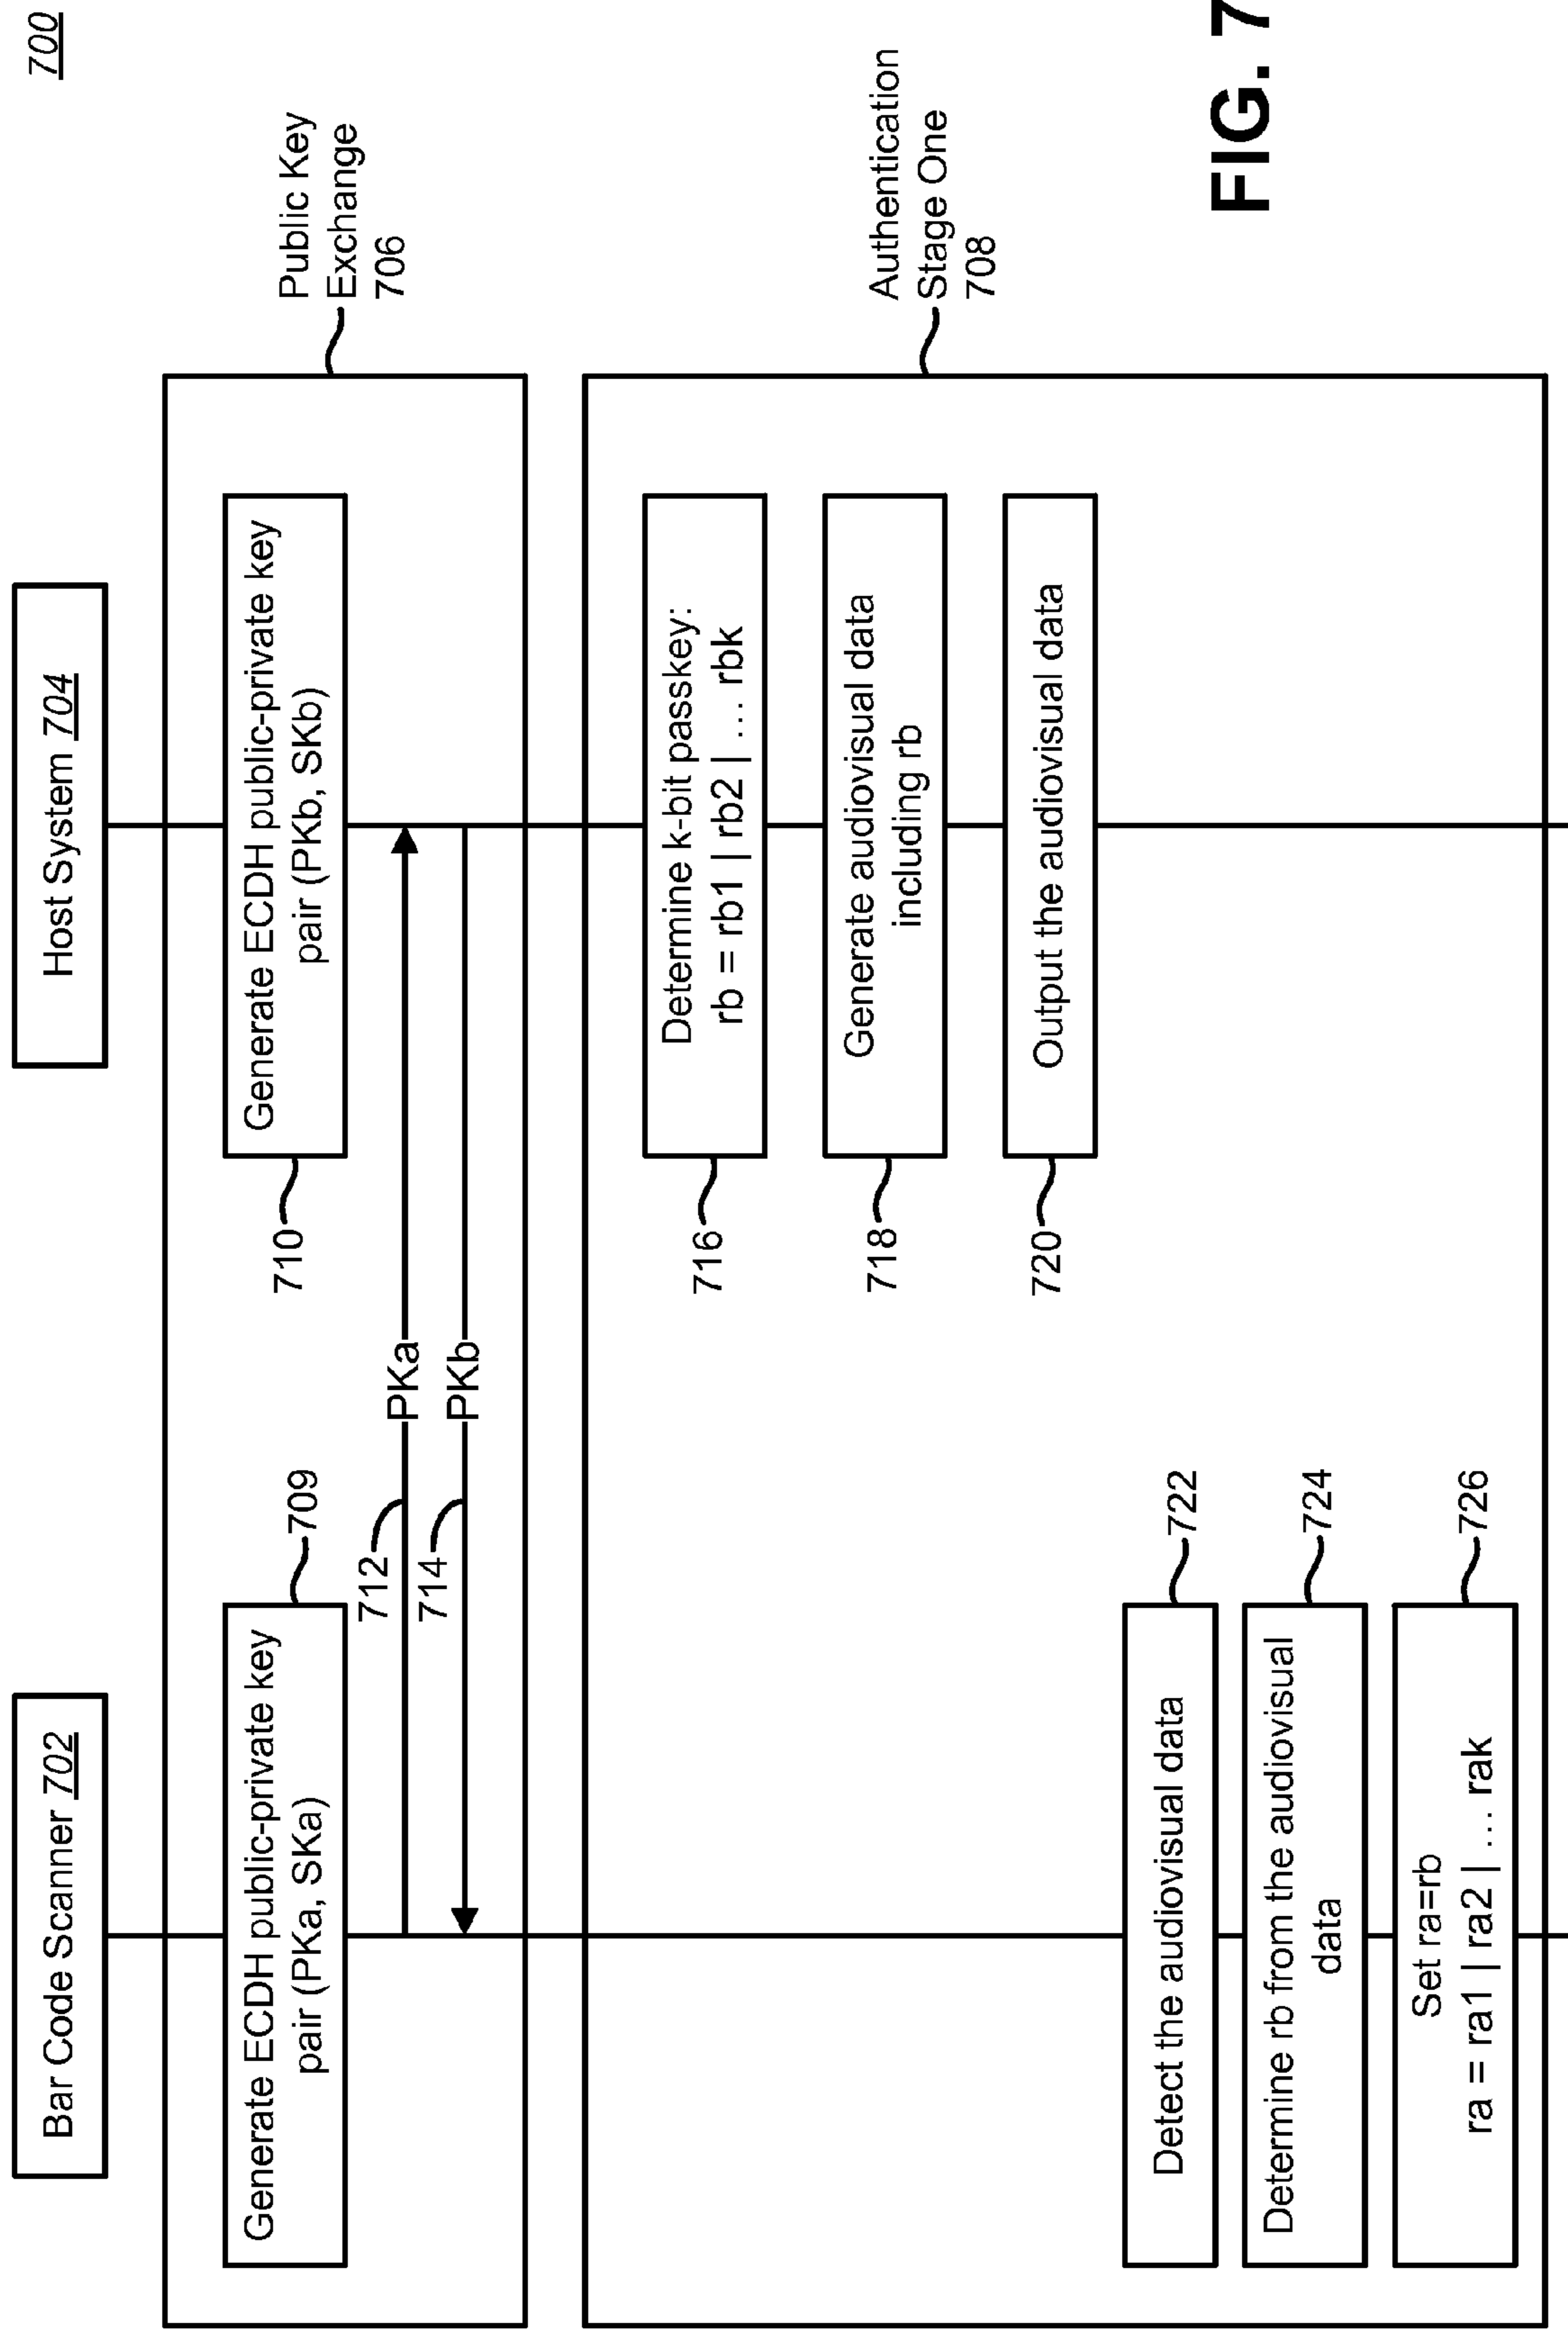 700
Bar Code Scanner 702
Host System 704
Public Key
Exchange
706
Generate ECDH public-private key
pair (PKa, SKa)
709
710
Generate ECDH public-private key
pair (PKb, SKb)
712
PKa
714
PKb
Authentication
Stage One
708
716
Determine k-bit passkey:
rb = rb1 | rb2 | ... rbk
718
Generate audiovisual data
including rb
720
Output the audiovisual data
Detect the audiovisual data
722
Determine rb from the audiovisual
data
724
Set ra=rb
ra = ra1 | ra2 | ... rak
726
FIG. 7